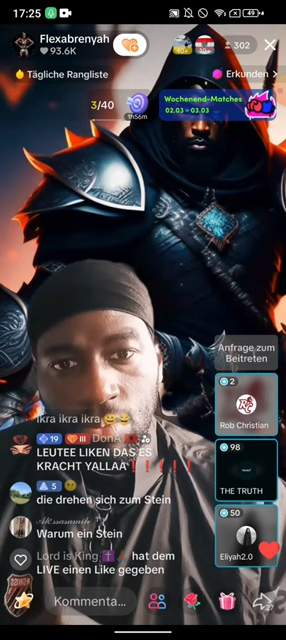 17:25
49
Flexabrenyah
93.6K
302
Tägliche Rangliste
Erkunden >
3/40
1h56m
Wochenend-Matches
02.03 – 03.03
Anfrage zum
Beitreten
2
Rob Christian
98
THE TRUTH
50
Eliyah2.0
ikra ikra ikra 😀😂
19 III DonA
LEUTEE LIKEN DAS ES
KRACHT YALLAA❗❗❗❗❗
5
die drehen sich zum Stein
Warum ein Stein
Lord is King✝️ hat dem
LIVE einen Like gegeben
Kommenta...
27